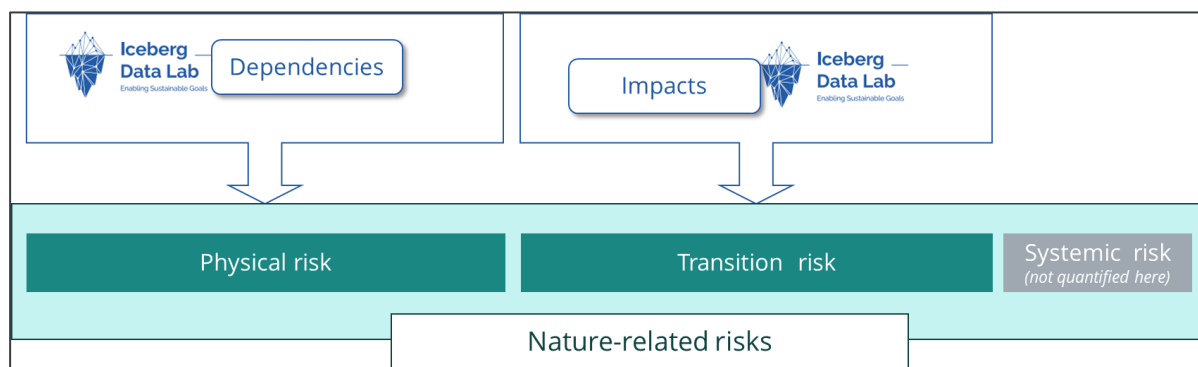 Iceberg
Data Lab
Enabling Sustainable Goals
Dependencies
Impacts
Iceberg
Data Lab
Enabling Sustainable Goals
Physical risk
Transition risk
Systemic risk
(not quantified here)
Nature-related risks